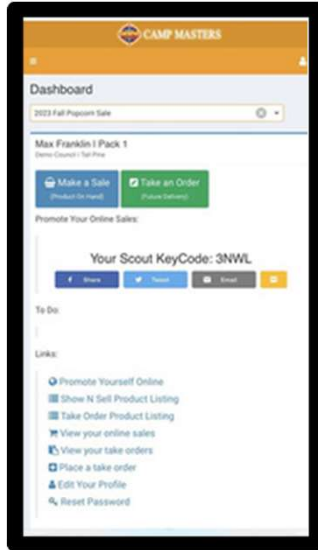 CAMP MASTERS
Dashboard
2023 Fall Popcorn Sale
Max Franklin | Pack 1
Demo Council | Tall Pine
Make a Sale
(Product On Hand)
Take an Order
(Future Delivery)
Promote Your Online Sales:
Your Scout KeyCode: 3NWL
Share
Tweet
Email
To Do:
Links:
Promote Yourself Online
Show N Sell Product Listing
Take Order Product Listing
View your online sales
View your take orders
Place a take order
Edit Your Profile
Reset Password